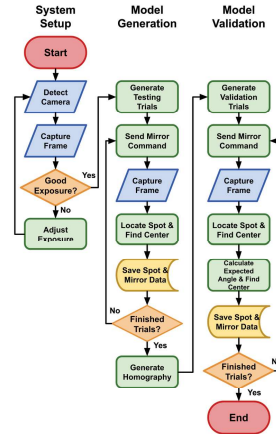 System
Setup
Start
Detect
Camera
Capture
Frame
Good
Exposure?
Yes
No
Adjust
Exposure
Model
Generation
Generate
Testing
Trials
Send Mirror
Command
Capture
Frame
Locate Spot &
Find Center
Save Spot &
Mirror Data
No
Finished
Trials?
Yes
Generate
Homography
Model
Validation
Generate
Validation
Trials
Send Mirror
Command
Capture
Frame
Locate Spot &
Find Center
Calculate
Expected
Angle & Find
Center
Save Spot &
Mirror Data
Finished
Trials?
Yes
End